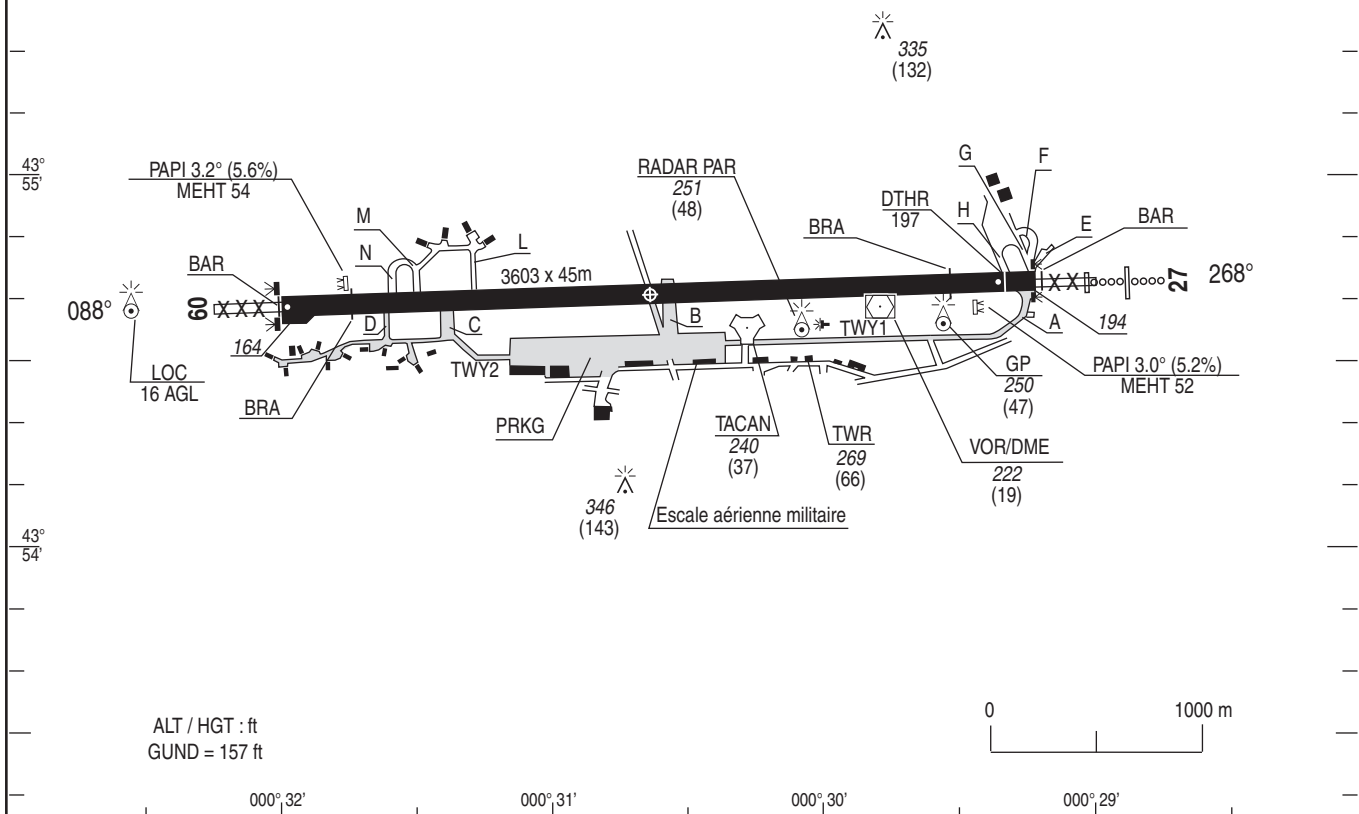 335
(132)
43°
55'
PAPI 3.2° (5.6%)
MEHT 54
RADAR PAR
251
(48)
G
F
DTHR
197
H
E
BAR
BRA
M
N
L
BAR
3603 x 45m
088°
09
27
268°
D
C
B
TWY1
A
194
164
LOC
16 AGL
TWY2
GP
250
(47)
PAPI 3.0° (5.2%)
MEHT 52
BRA
PRKG
TACAN
240
(37)
TWR
269
(66)
VOR/DME
222
(19)
346
(143)
Escale aérienne militaire
43°
54'
ALT / HGT : ft
GUND = 157 ft
0
1000 m
000° 32'
000° 31'
000° 30'
000° 29'